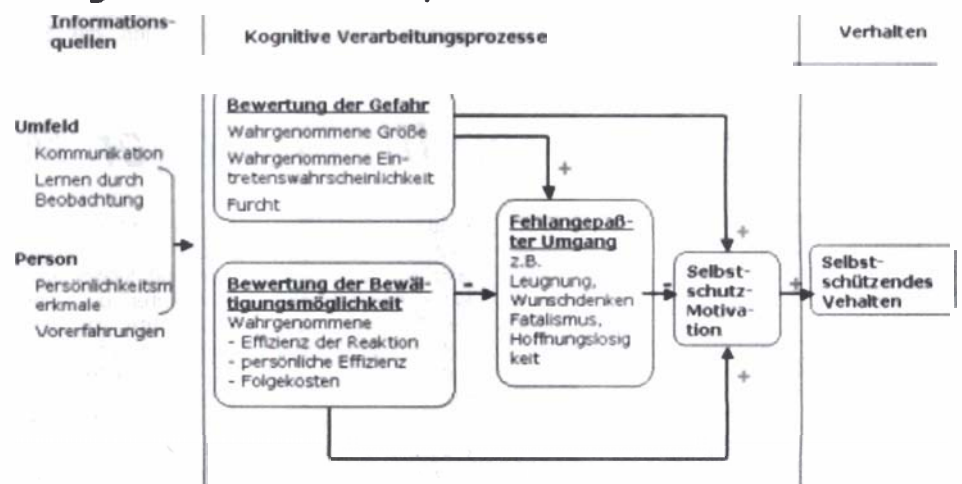 Informations-
quellen
Kognitive Verarbeitungsprozesse
Verhalten
Umfeld
Kommunikation
Lernen durch
Beobachtung
Person
Persönlichkeitsm
erkmale
Vorerfahrungen
Bewertung der Gefahr
Wahrgenommene Größe
Wahrgenommene Ein-
tretenswahrscheinlichkeit
Furcht
Bewertung der Bewäl-
tigungsmöglichkeit
Wahrgenommene
- Effizienz der Reaktion
- persönliche Effizienz
- Folgekosten
+
-
Fehlangepaß-
ter Umgang
z.B.
Leugnung,
Wunschdenken
Fatalismus,
Hoffnungslosig
keit
-
+
Selbst-
schutz-
Motiva-
tion
+
+
Selbst-
schützendes
Vehalten